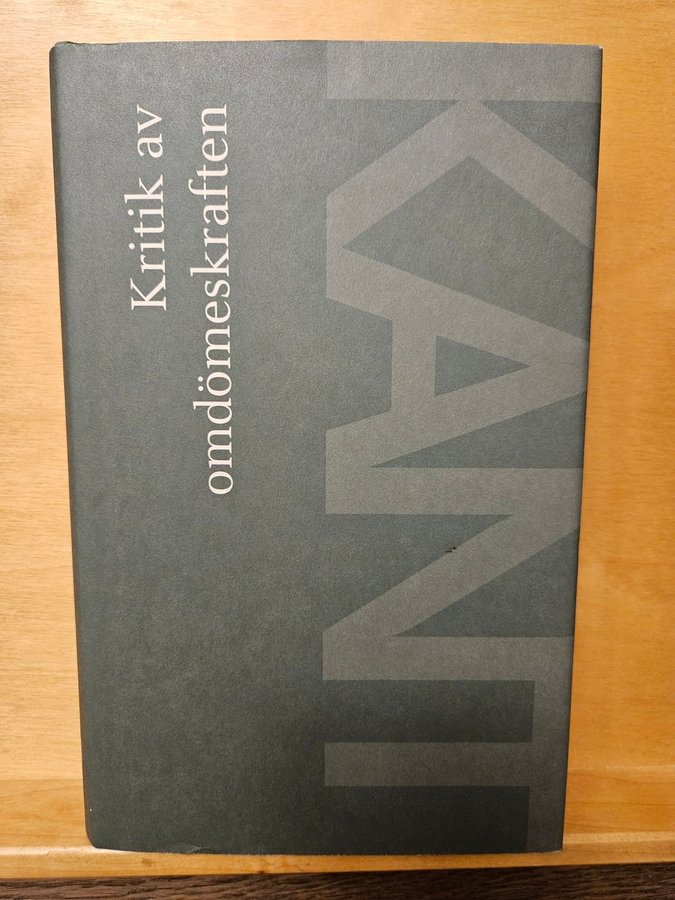 Kritik av
omdömeskraften
KANT